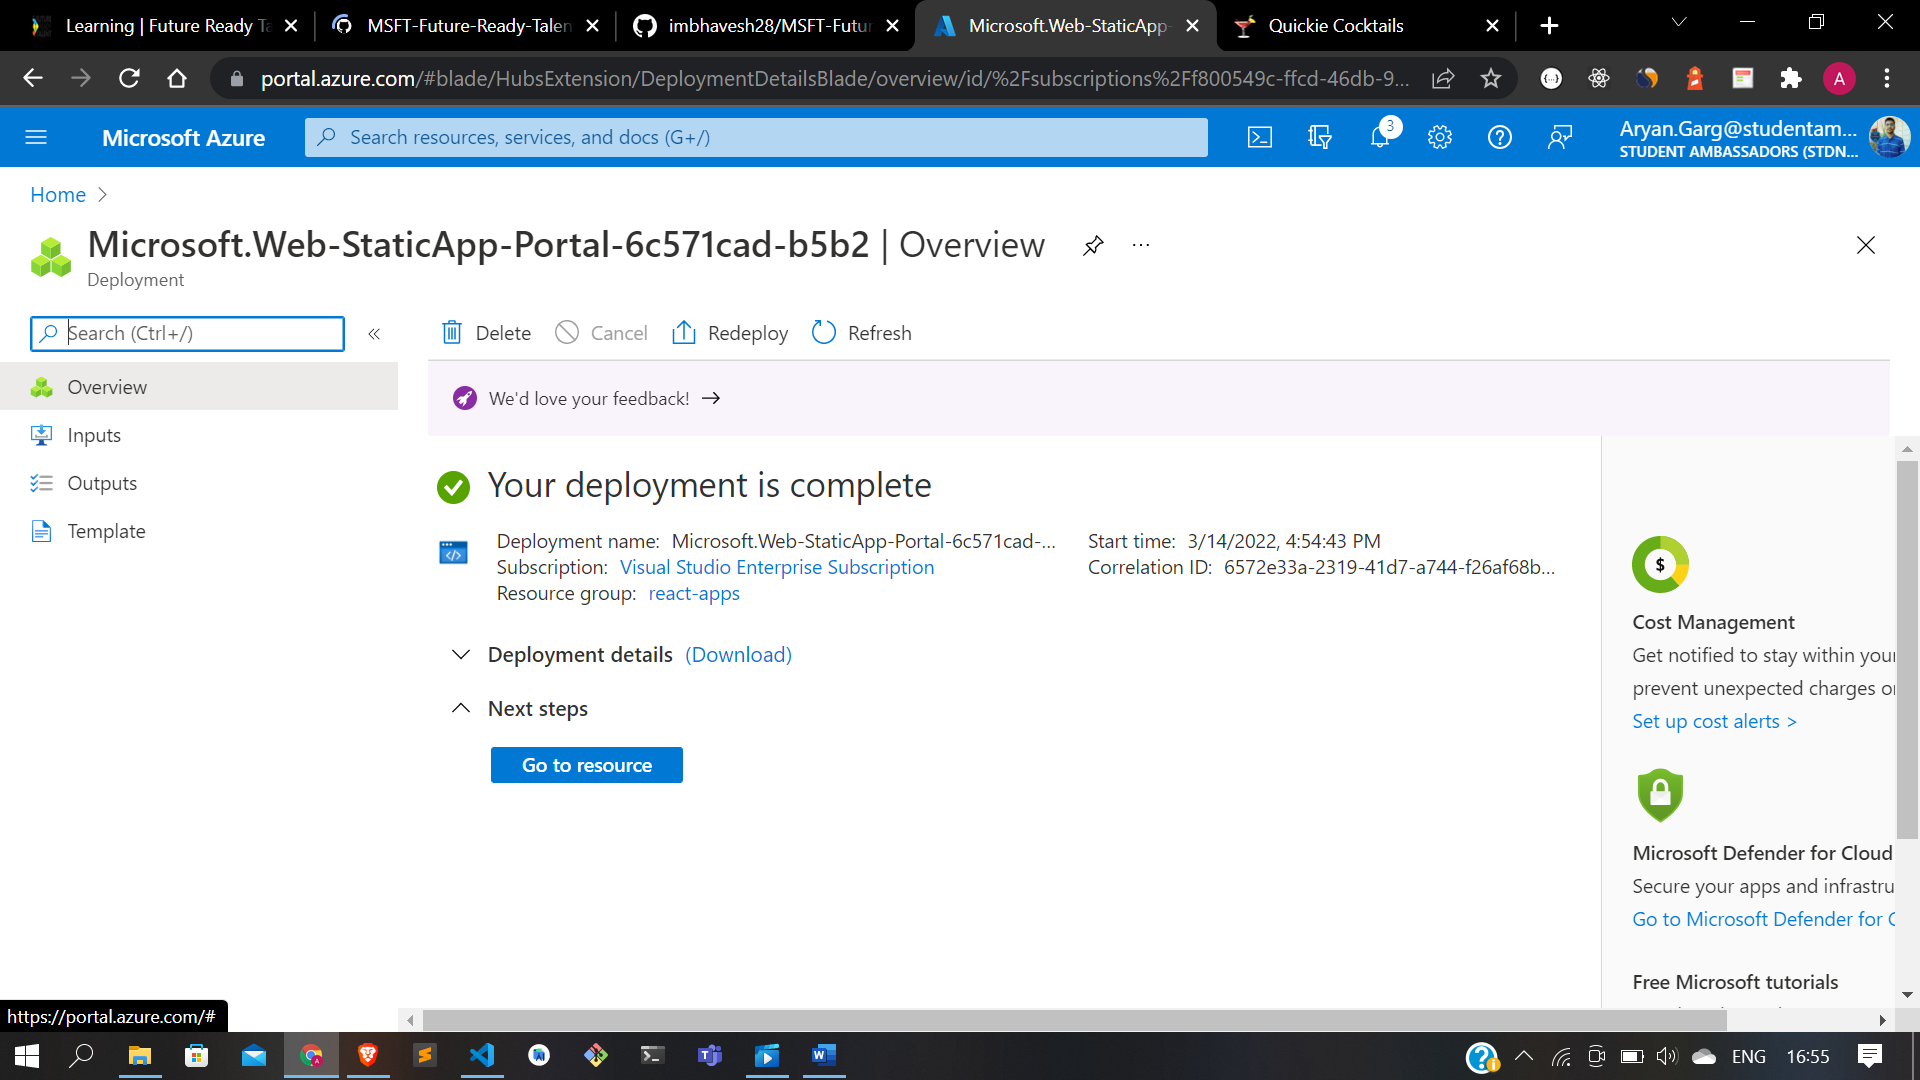 Learning | Future Ready Ta
MSFT-Future-Ready-Talen
imbhavesh28/MSFT-Futur
Microsoft.Web-StaticApp-
Quickie Cocktails
portal.azure.com/#blade/HubsExtension/DeploymentDetailsBlade/overview/id/%2Fsubscriptions%2Ff800549c-ffcd-46db-9...
A
Microsoft Azure
Search resources, services, and docs (G+/)
3
Aryan.Garg@studentam...
STUDENT AMBASSADORS (STDN...
Home
Microsoft.Web-StaticApp-Portal-6c571cad-b5b2 | Overview
Deployment
Search (Ctrl+/)
Delete
Cancel
Redeploy
Refresh
Overview
Inputs
Outputs
Template
We'd love your feedback!
Your deployment is complete
Deployment name: Microsoft.Web-StaticApp-Portal-6c571cad-...
Subscription: Visual Studio Enterprise Subscription
Resource group: react-apps
Start time: 3/14/2022, 4:54:43 PM
Correlation ID: 6572e33a-2319-41d7-a744-f26af68b...
Deployment details (Download)
Next steps
Go to resource
Cost Management
Get notified to stay within your
prevent unexpected charges or
Set up cost alerts >
Microsoft Defender for Cloud
Secure your apps and infrastru
Go to Microsoft Defender for C
Free Microsoft tutorials
https://portal.azure.com/#
ENG
16:55